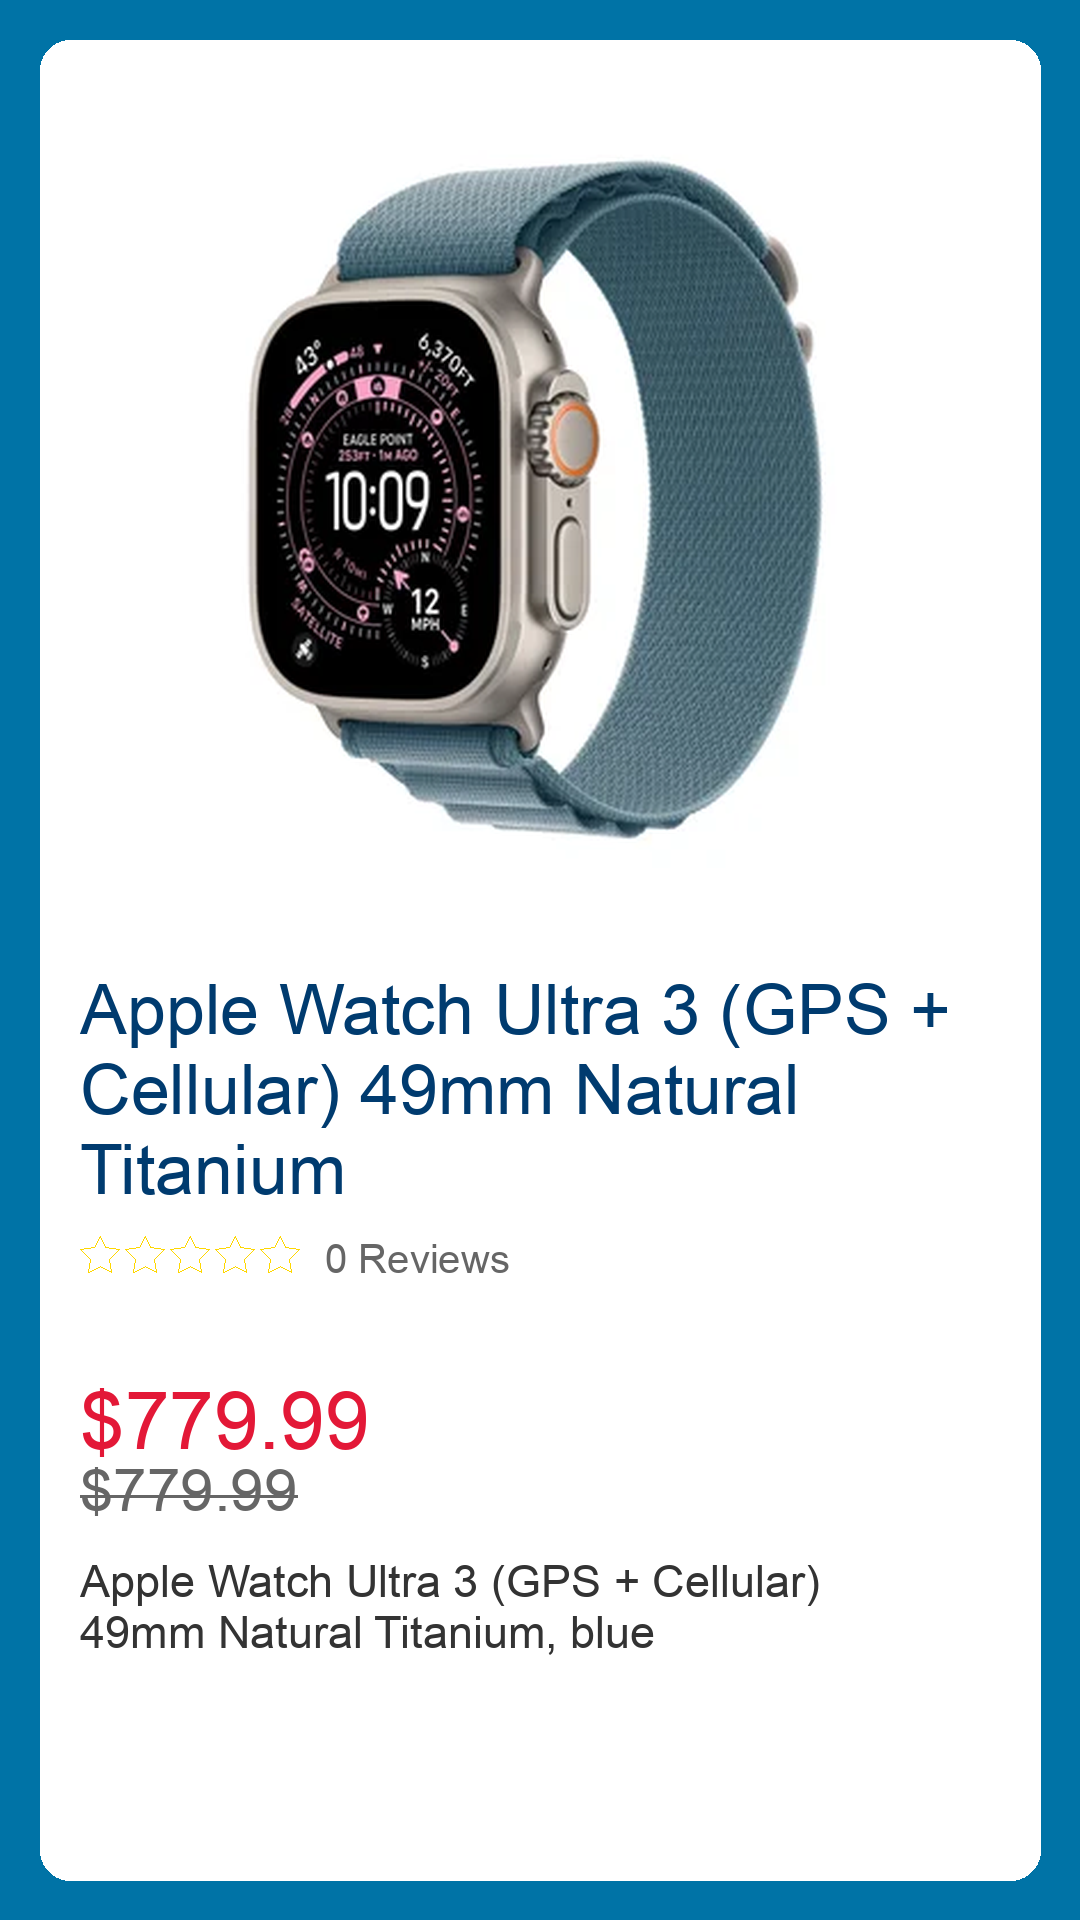 43°
48
28
6,370FT
+/- 20FT
N
E
EAGLE POINT
253FT · 1M AGO
10:09
SATELLITE
N
W
12
E
MPH
S
Apple Watch Ultra 3 (GPS +
Cellular) 49mm Natural
Titanium
0 Reviews
$779.99
$779.99
Apple Watch Ultra 3 (GPS + Cellular)
49mm Natural Titanium, blue